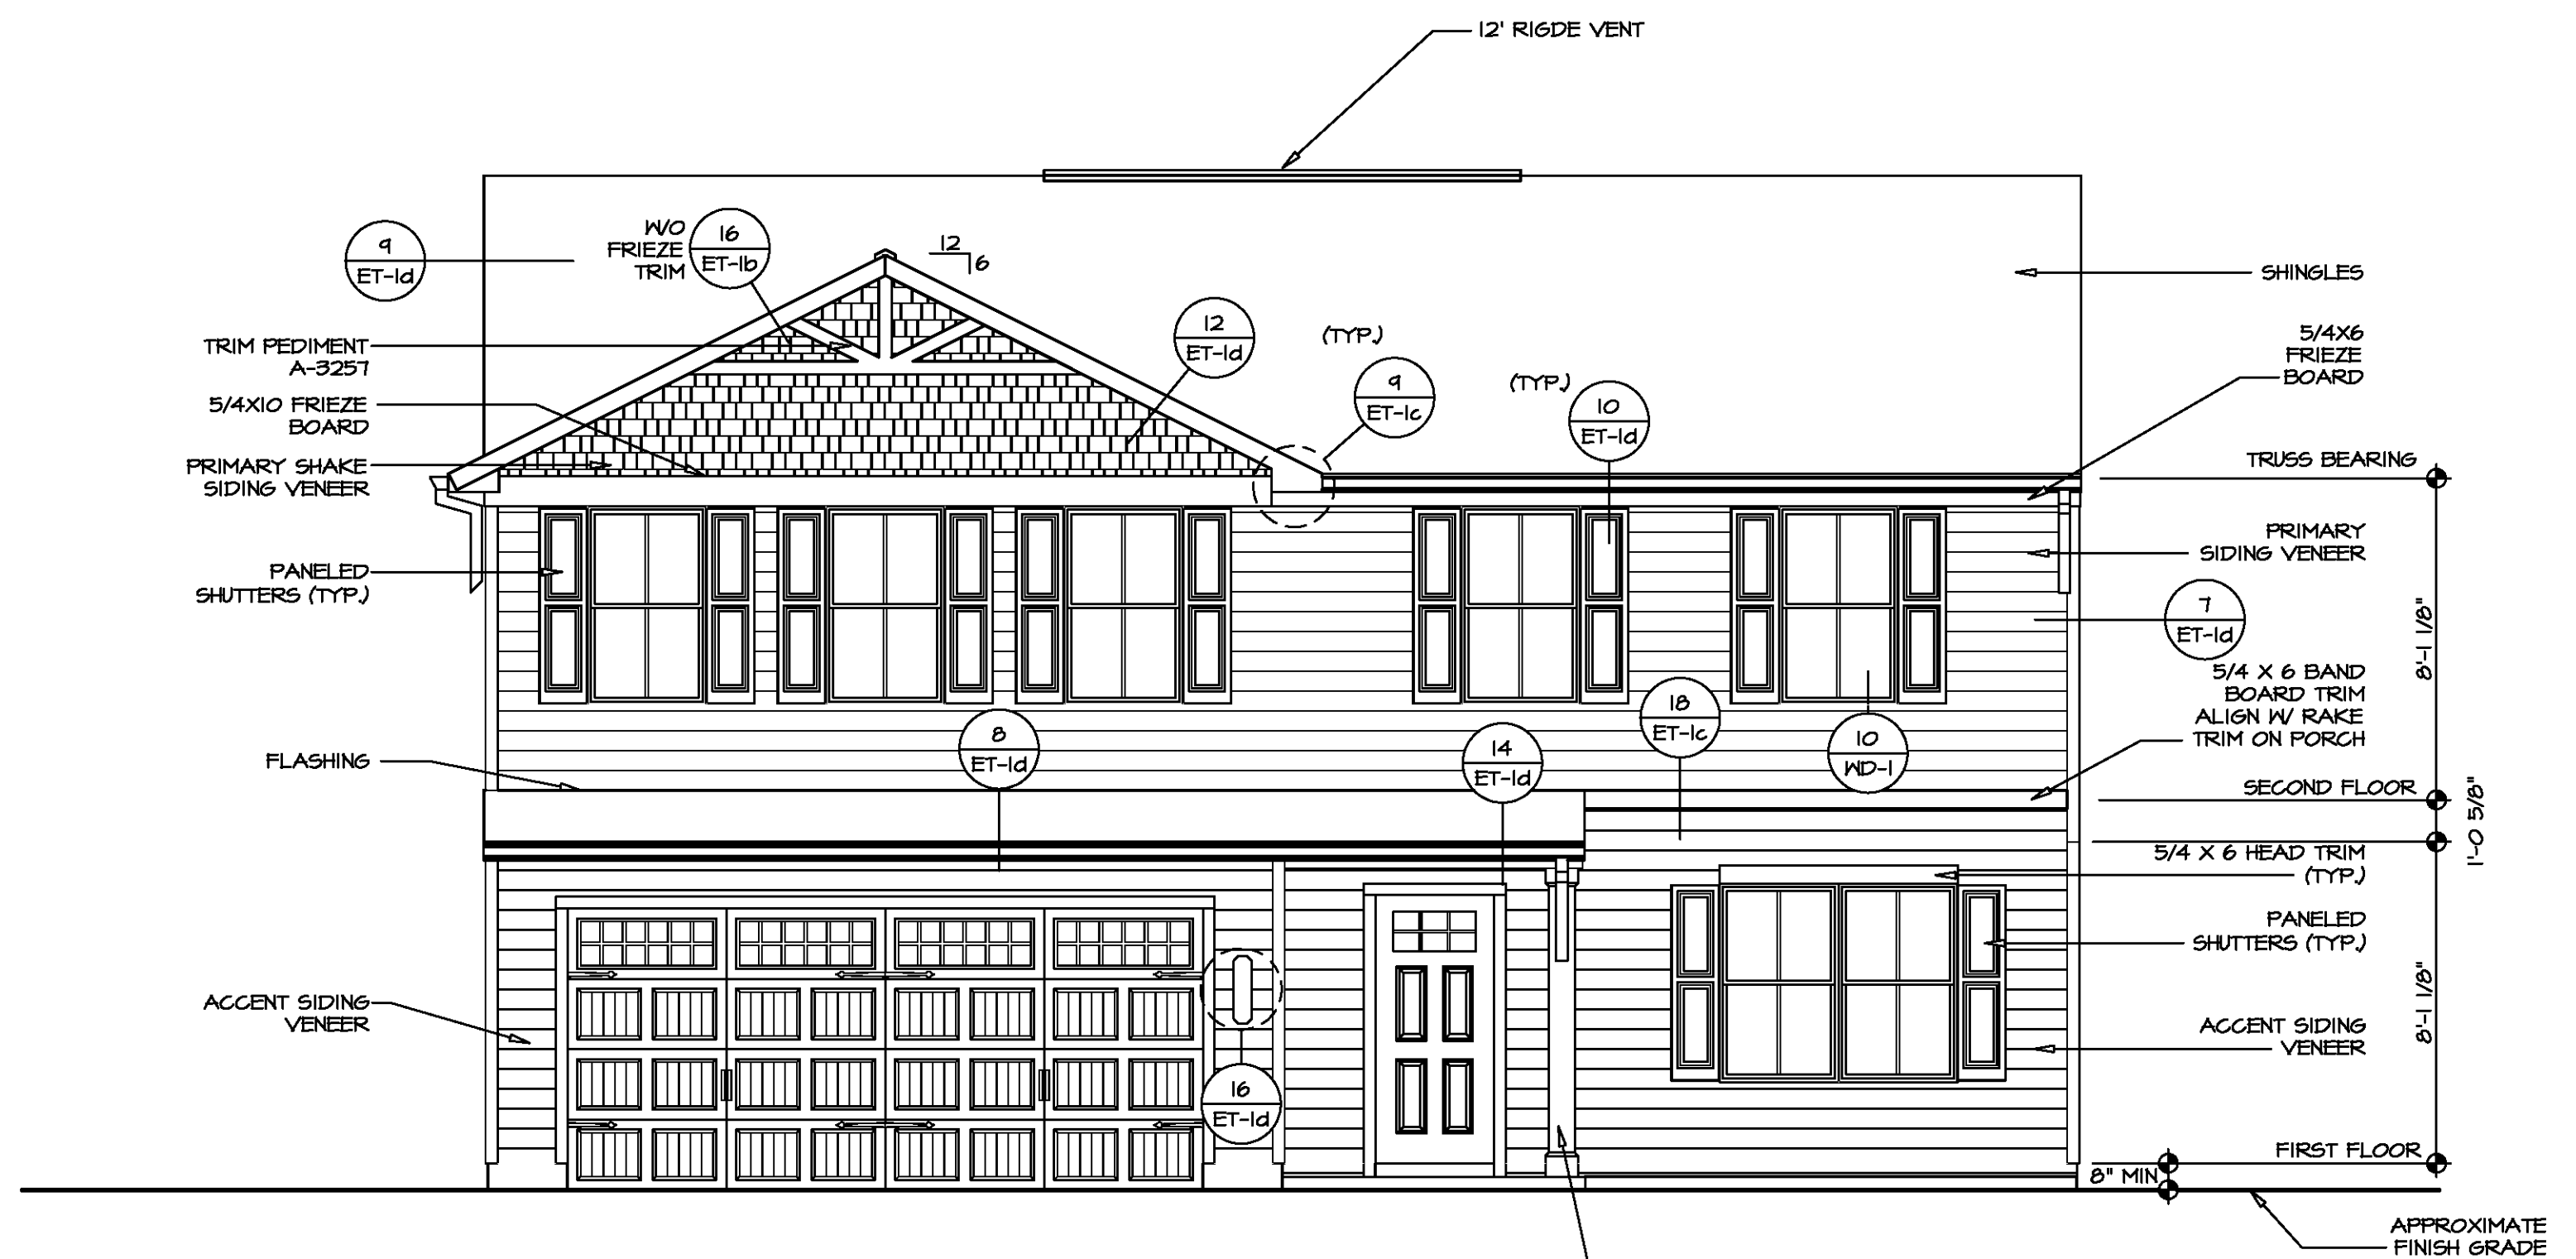 12' RIGDE VENT
9
ET-1d
W/O
FRIEZE
TRIM
16
ET-1b
12
6
SHINGLES
TRIM PEDIMENT
A-3257
12
ET-1d
(TYP.)
9
ET-1c
(TYP.)
10
ET-1d
5/4X6
FRIEZE
BOARD
5/4X10 FRIEZE
BOARD
PRIMARY SHAKE
SIDING VENEER
TRUSS BEARING
PRIMARY
SIDING VENEER
PANELED
SHUTTERS (TYP.)
7
ET-1d
8'-1 1/8"
5/4 X 6 BAND
BOARD TRIM
ALIGN W/ RAKE
TRIM ON PORCH
FLASHING
8
ET-1d
14
ET-1d
18
ET-1c
10
WD-1
SECOND FLOOR
1'-0 5/8"
5/4 X 6 HEAD TRIM
(TYP.)
PANELED
SHUTTERS (TYP.)
ACCENT SIDING
VENEER
8'-1 1/8"
ACCENT SIDING
VENEER
16
ET-1d
FIRST FLOOR
8" MIN
APPROXIMATE
FINISH GRADE